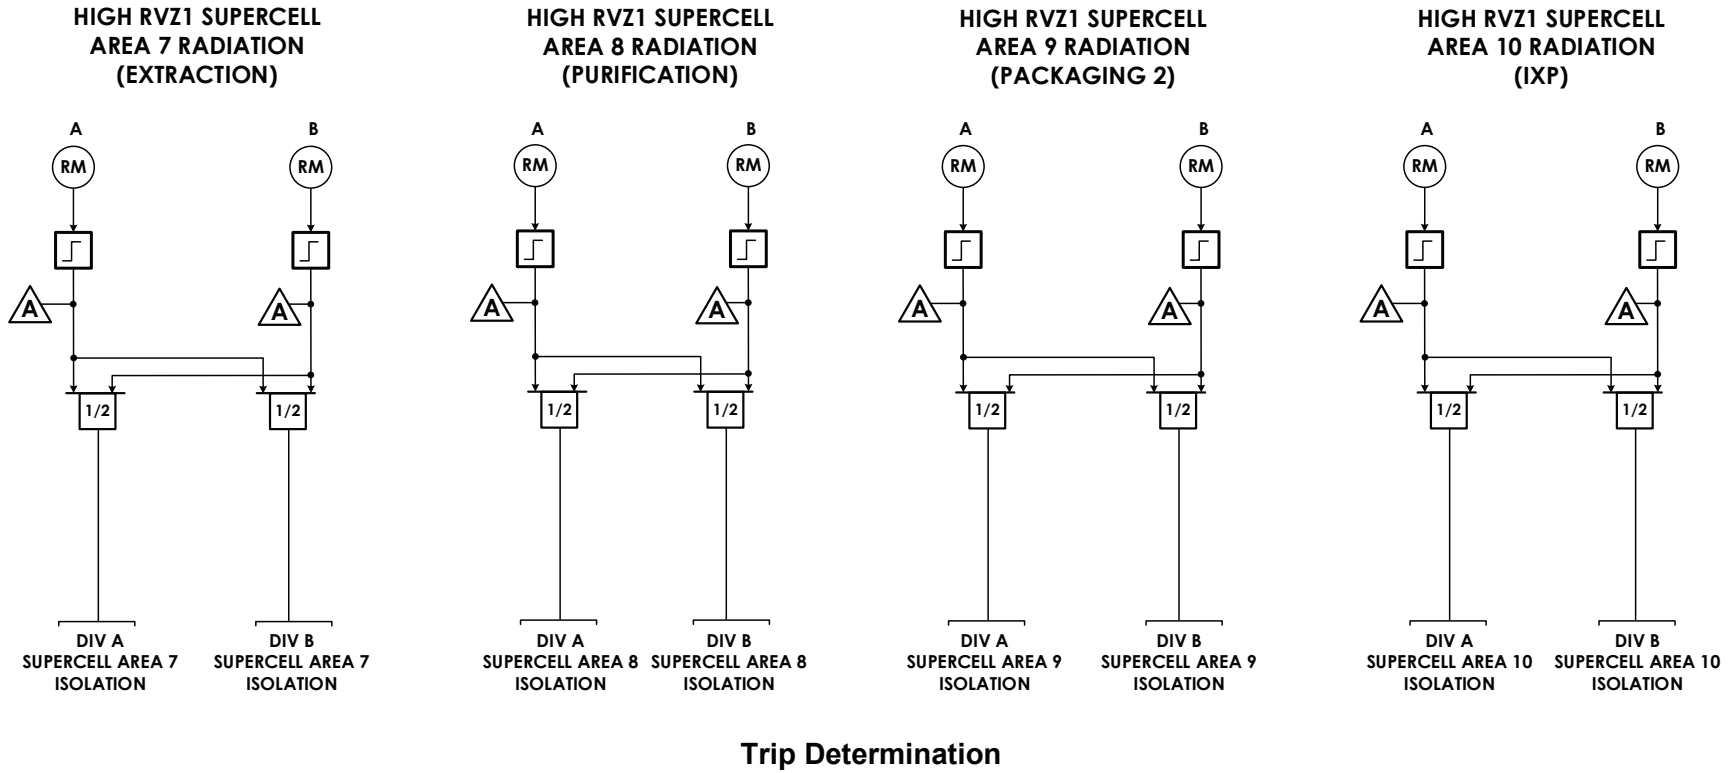 HIGH RVZ1 SUPERCELL
AREA 7 RADIATION
(EXTRACTION)
A
B
RM
RM
A
A
1/2
1/2
DIV A
SUPERCELL AREA 7
ISOLATION
DIV B
SUPERCELL AREA 7
ISOLATION
HIGH RVZ1 SUPERCELL
AREA 8 RADIATION
(PURIFICATION)
A
B
RM
RM
A
A
1/2
1/2
DIV A
SUPERCELL AREA 8
ISOLATION
DIV B
SUPERCELL AREA 8
ISOLATION
HIGH RVZ1 SUPERCELL
AREA 9 RADIATION
(PACKAGING 2)
A
B
RM
RM
A
A
1/2
1/2
DIV A
SUPERCELL AREA 9
ISOLATION
DIV B
SUPERCELL AREA 9
ISOLATION
HIGH RVZ1 SUPERCELL
AREA 10 RADIATION
(IXP)
A
B
RM
RM
A
A
1/2
1/2
DIV A
SUPERCELL AREA 10
ISOLATION
DIV B
SUPERCELL AREA 10
ISOLATION
Trip Determination